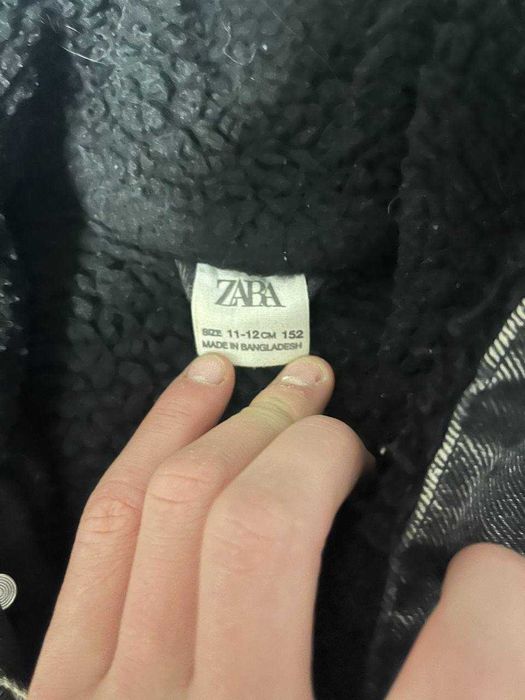 ZARA
SIZE 11-12 CM 152
MADE IN BANGLADESH